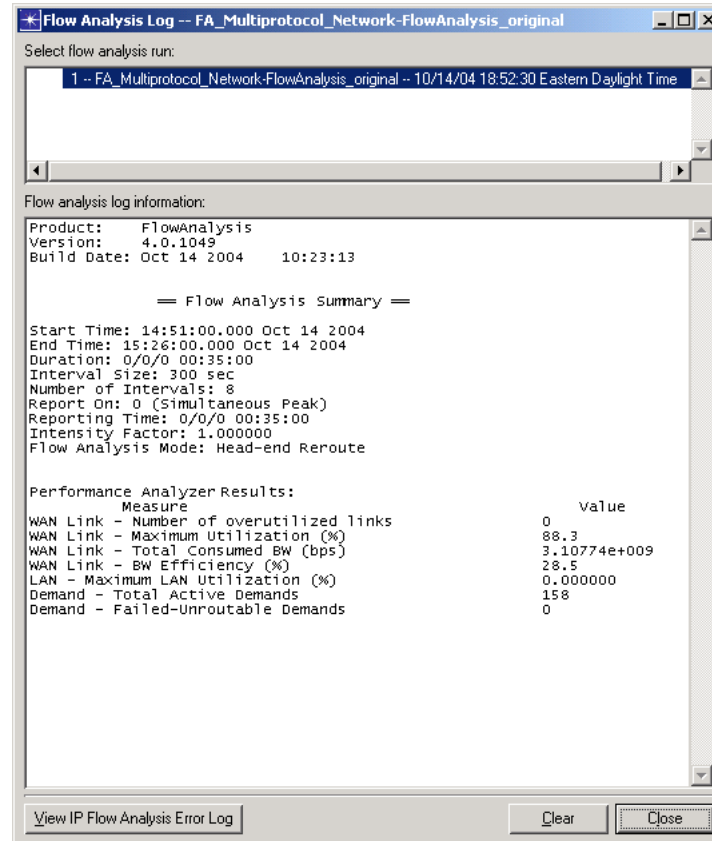 Flow Analysis Log -- FA_Multiprotocol_Network-FlowAnalysis_original
Select flow analysis run:
1 -- FA_Multiprotocol_Network-FlowAnalysis_original -- 10/14/04 18:52:30 Eastern Daylight Time
Flow analysis log information:
Product: FlowAnalysis
Version: 4.0.1049
Build Date: Oct 14 2004 10:23:13
== Flow Analysis Summary ==
Start Time: 14:51:00.000 Oct 14 2004
End Time: 15:26:00.000 Oct 14 2004
Duration: 0/0/0 00:35:00
Interval Size: 300 sec
Number of Intervals: 8
Report On: 0 (Simultaneous Peak)
Reporting Time: 0/0/0 00:35:00
Intensity Factor: 1.000000
Flow Analysis Mode: Head-end Reroute
Performance Analyzer Results:
Measure Value
WAN Link - Number of overutilized links 0
WAN Link - Maximum Utilization (%) 88.3
WAN Link - Total Consumed BW (bps) 3.10774e+009
WAN Link - BW Efficiency (%) 28.5
LAN - Maximum LAN Utilization (%) 0.000000
Demand - Total Active Demands 158
Demand - Failed-Unroutable Demands 0
View IP Flow Analysis Error Log Clear Close